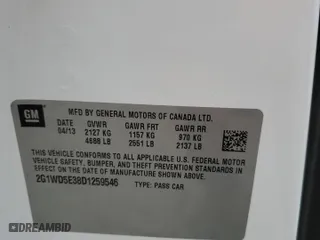 GM
MFD BY GENERAL MOTORS OF CANADA LTD.
DATE GVWR GAWR FRT GAWR RR
04/13 2127 KG 1157 KG 970 KG
4688 LB 2551 LB 2137 LB
THIS VEHICLE CONFORMS TO ALL APPLICABLE U.S. FEDERAL MOTOR
VEHICLE SAFETY, BUMPER, AND THEFT PREVENTION STANDARDS
IN EFFECT ON THE DATE OF MANUFACTURE SHOWN ABOVE.
2G1WD5E38D1259546 TYPE: PASS CAR
DREAMBID